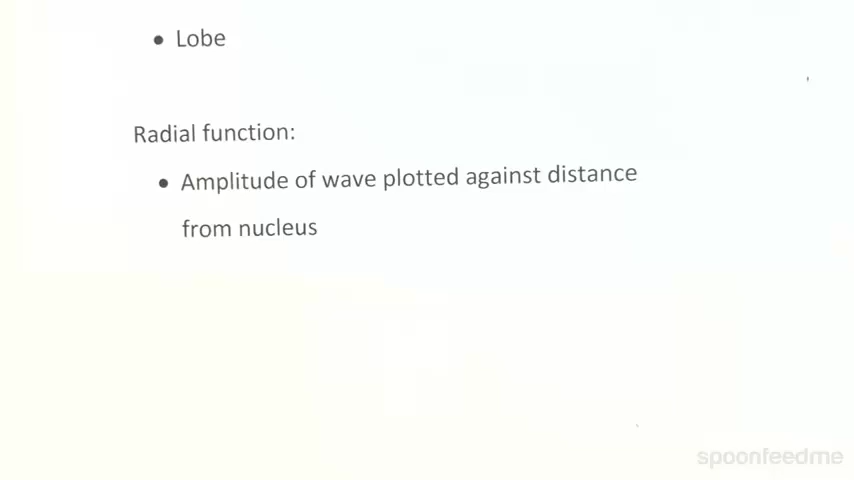 • Lobe
Radial function:
• Amplitude of wave plotted against distance
from nucleus
spoonfeedme